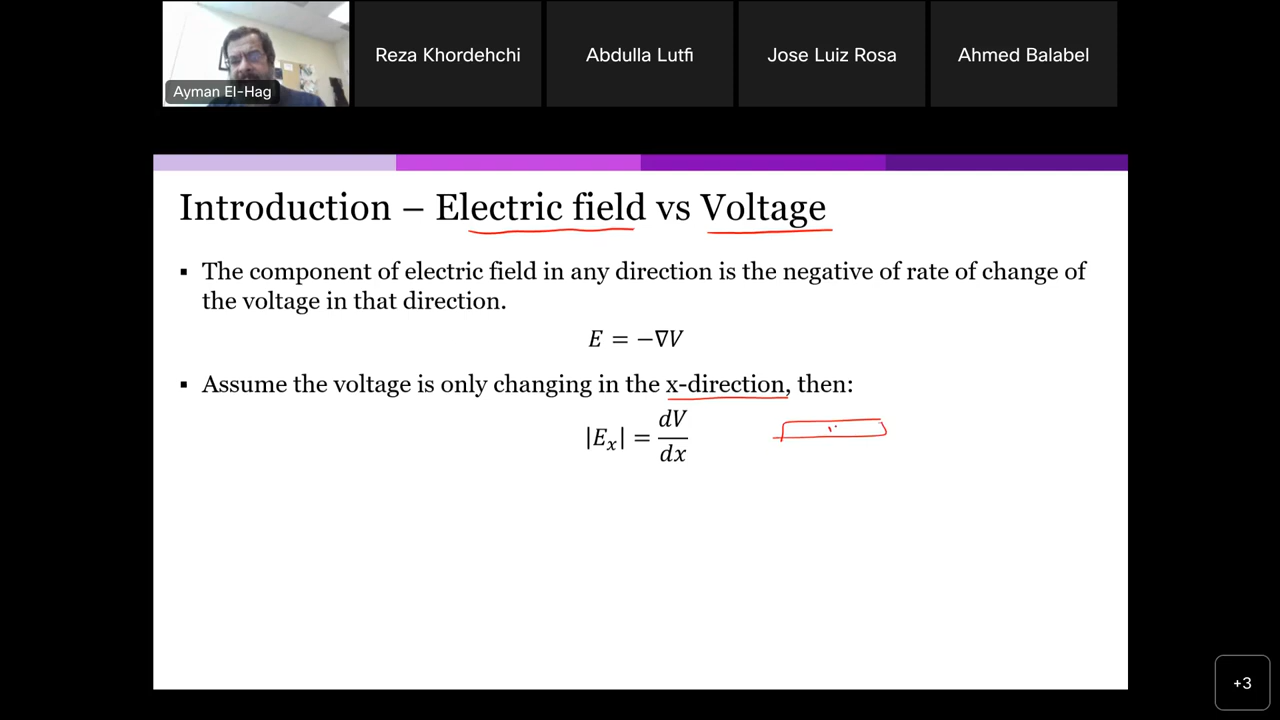 Reza Khordehchi
Abdulla Lutfi
Jose Luiz Rosa
Ahmed Balabel
Ayman El-Hag
Introduction – Electric field vs Voltage
▪ The component of electric field in any direction is the negative of rate of change of
the voltage in that direction.
E = −∇V
▪ Assume the voltage is only changing in the x-direction, then:
|Eₓ| = dV/dx
+3